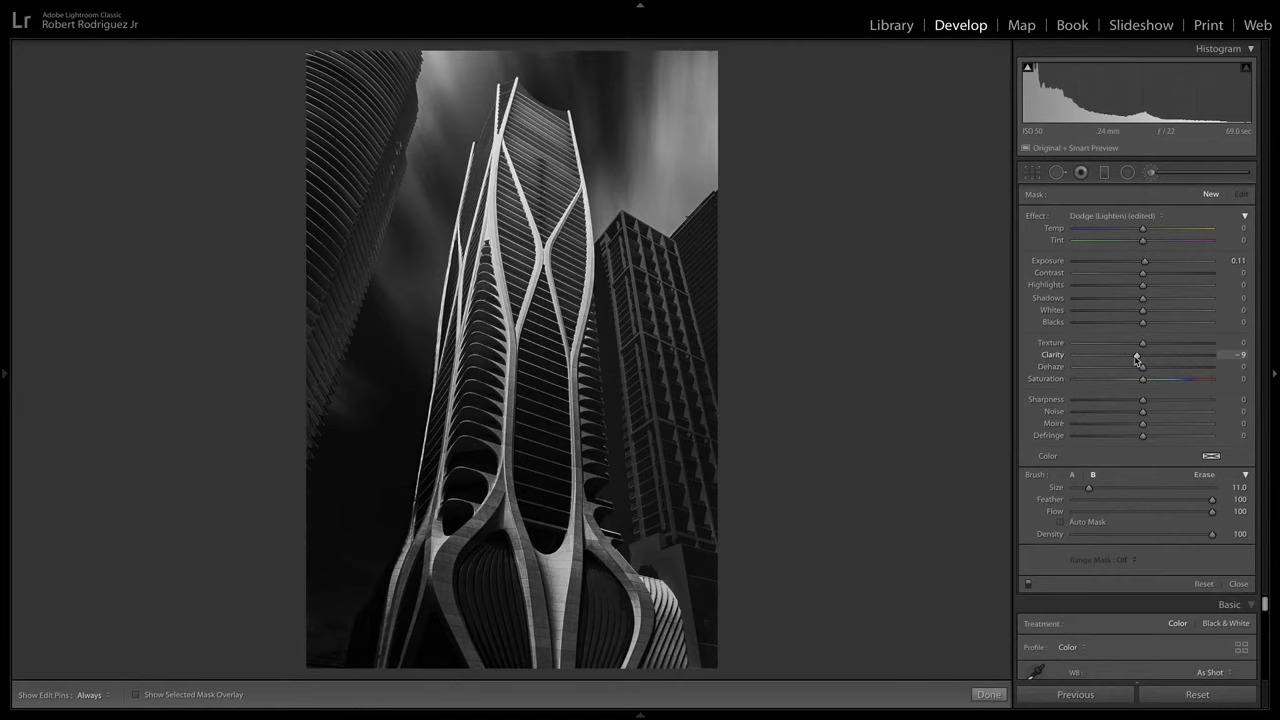 Lr
Adobe Lightroom Classic
Robert Rodriguez Jr
Library | Develop | Map | Book | Slideshow | Print | Web
Histogram
ISO 50 24 mm f / 22 69.0 sec
Original + Smart Preview
Mask : New Edit
Effect : Dodge (Lighten) (edited)
Temp 0
Tint 0
Exposure 0.11
Contrast 0
Highlights 0
Shadows 0
Whites 0
Blacks 0
Texture 0
Clarity – 9
Dehaze 0
Saturation 0
Sharpness 0
Noise 0
Moiré 0
Defringe 0
Color
Brush : A B Erase
Size 11.0
Feather 100
Flow 100
Auto Mask
Density 100
Range Mask : Off
Reset Close
Basic
Treatment : Color Black & White
Profile : Color
WB : As Shot
Show Edit Pins : Always Show Selected Mask Overlay Done Previous Reset